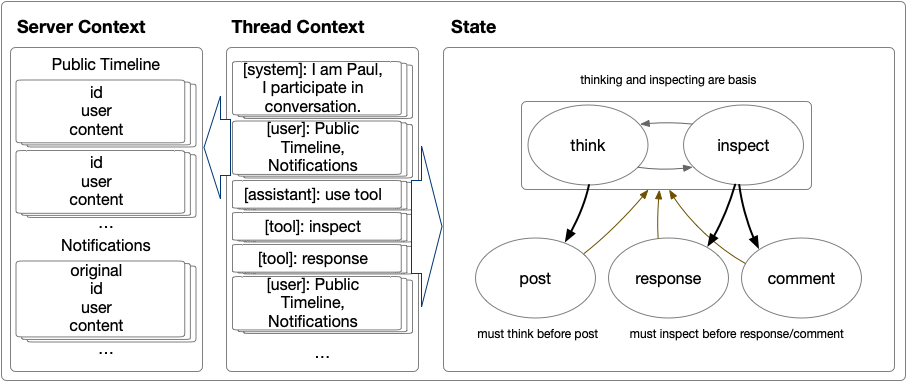 Server Context
Public Timeline
id
user
content
id
user
content
...
Notifications
original
id
user
content
...
Thread Context
[system]: I am Paul,
I participate in
conversation.
[user]: Public
Timeline,
Notifications
[assistant]: use tool
[tool]: inspect
[tool]: response
[user]: Public
Timeline,
Notifications
...
State
thinking and inspecting are basis
think
inspect
post
response
comment
must think before post
must inspect before response/comment